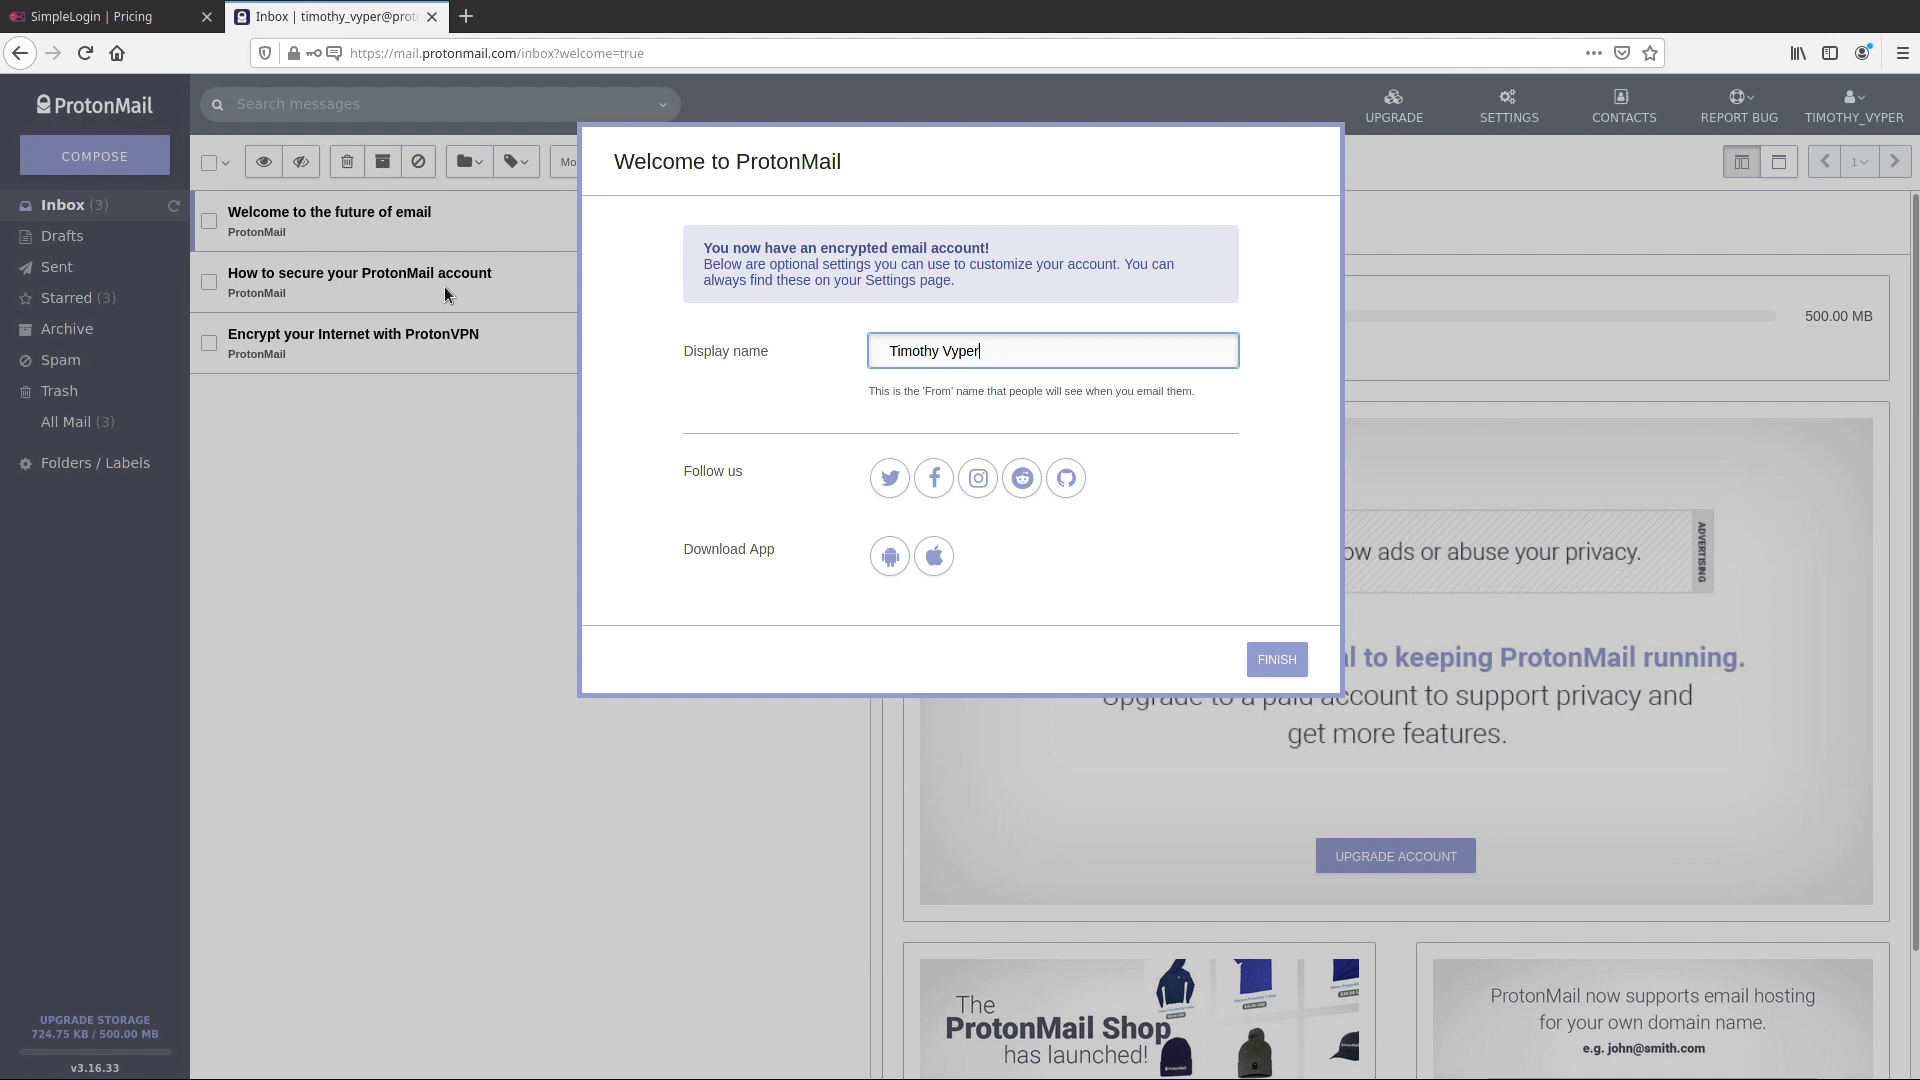 SimpleLogin | Pricing
Inbox | timothy_vyper@prot
https://mail.protonmail.com/inbox?welcome=true
ProtonMail
Search messages
UPGRADE
SETTINGS
CONTACTS
REPORT BUG
TIMOTHY_VYPER
COMPOSE
Mo
1
Inbox (3)
Drafts
Sent
Starred (3)
Archive
Spam
Trash
All Mail (3)
Folders / Labels
Welcome to the future of email
ProtonMail
How to secure your ProtonMail account
ProtonMail
Encrypt your Internet with ProtonVPN
ProtonMail
Welcome to ProtonMail
You now have an encrypted email account!
Below are optional settings you can use to customize your account. You can
always find these on your Settings page.
Display name
Timothy Vyper
This is the 'From' name that people will see when you email them.
Follow us
Download App
FINISH
500.00 MB
ow ads or abuse your privacy.
ADVERTISING
l to keeping ProtonMail running.
Upgrade to a paid account to support privacy and
get more features.
UPGRADE ACCOUNT
The
ProtonMail Shop
has launched!
ProtonMail now supports email hosting
for your own domain name.
e.g. john@smith.com
UPGRADE STORAGE
724.75 KB / 500.00 MB
v3.16.33